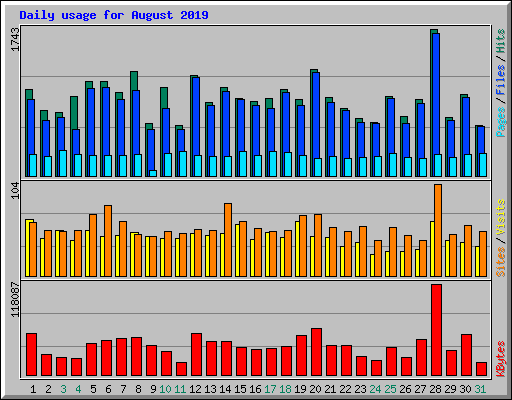 Daily usage for August 2019
1743
Pages/Files/Hits
104
Sites/Visits
118087
KBytes
1 2 3 4 5 6 7 8 9 10 11 12 13 14 15 16 17 18 19 20 21 22 23 24 25 26 27 28 29 30 31